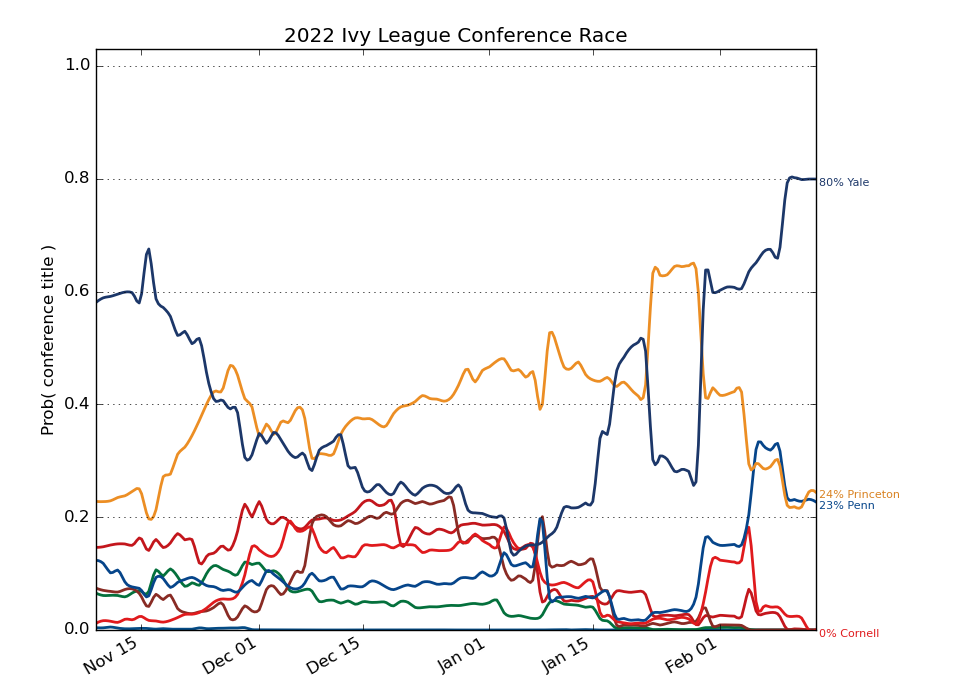 2022 Ivy League Conference Race
Prob( conference title )
1.0
0.8
0.6
0.4
0.2
0.0
80% Yale
24% Princeton
23% Penn
0% Cornell
Nov 15
Dec 01
Dec 15
Jan 01
Jan 15
Feb 01